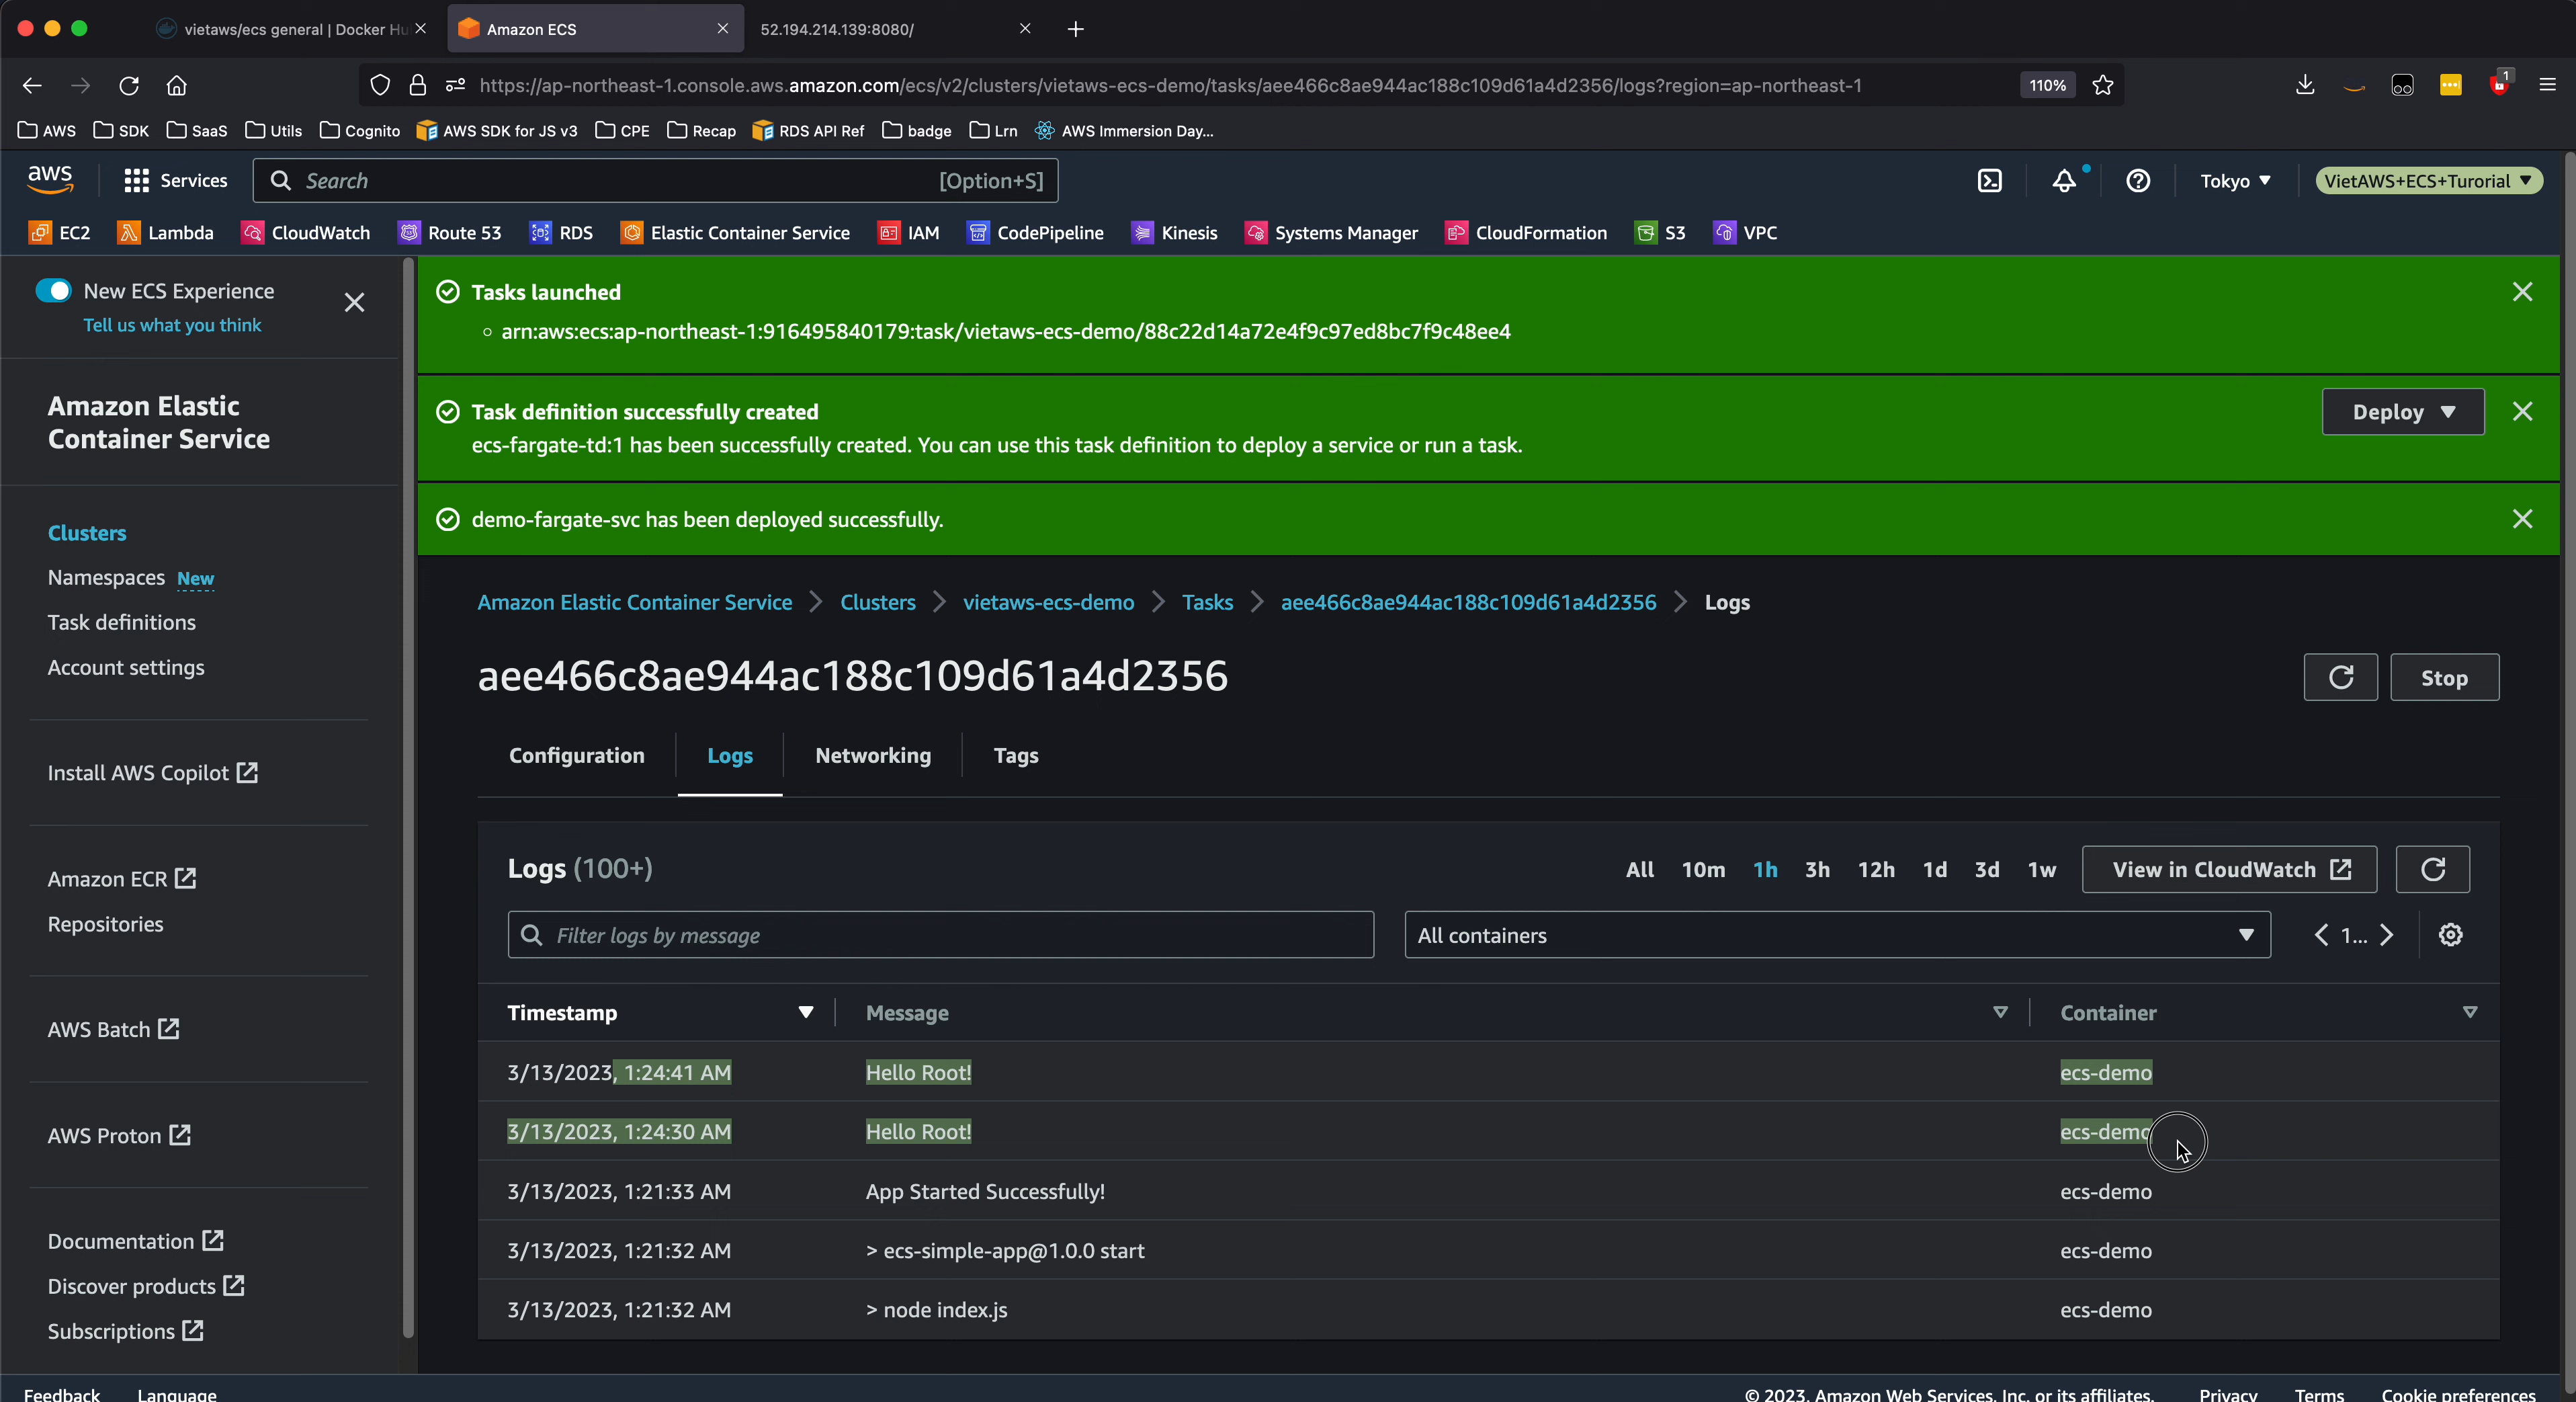 vietaws/ecs general | Docker Hu
Amazon ECS
52.194.214.139:8080/
https://ap-northeast-1.console.aws.amazon.com/ecs/v2/clusters/vietaws-ecs-demo/tasks/aee466c8ae944ac188c109d61a4d2356/logs?region=ap-northeast-1
110%
1
AWS SDK SaaS Utils Cognito AWS SDK for JS v3 CPE Recap RDS API Ref badge Lrn AWS Immersion Day...
aws Services Search [Option+S] Tokyo VietAWS+ECS+Turorial
EC2 Lambda CloudWatch Route 53 RDS Elastic Container Service IAM CodePipeline Kinesis Systems Manager CloudFormation S3 VPC
New ECS Experience
Tell us what you think
Amazon Elastic
Container Service
Clusters
Namespaces New
Task definitions
Account settings
Install AWS Copilot
Amazon ECR
Repositories
AWS Batch
AWS Proton
Documentation
Discover products
Subscriptions
Tasks launched
arn:aws:ecs:ap-northeast-1:916495840179:task/vietaws-ecs-demo/88c22d14a72e4f9c97ed8bc7f9c48ee4
Task definition successfully created
ecs-fargate-td:1 has been successfully created. You can use this task definition to deploy a service or run a task.
Deploy
demo-fargate-svc has been deployed successfully.
Amazon Elastic Container Service Clusters vietaws-ecs-demo Tasks aee466c8ae944ac188c109d61a4d2356 Logs
aee466c8ae944ac188c109d61a4d2356
Stop
Configuration Logs Networking Tags
Logs (100+)
All 10m 1h 3h 12h 1d 3d 1w View in CloudWatch
Filter logs by message
All containers
1...
Timestamp Message Container
3/13/2023, 1:24:41 AM Hello Root! ecs-demo
3/13/2023, 1:24:30 AM Hello Root! ecs-demo
3/13/2023, 1:21:33 AM App Started Successfully! ecs-demo
3/13/2023, 1:21:32 AM > ecs-simple-app@1.0.0 start ecs-demo
3/13/2023, 1:21:32 AM > node index.js ecs-demo
Feedback Language © 2023, Amazon Web Services, Inc. or its affiliates. Privacy Terms Cookie preferences